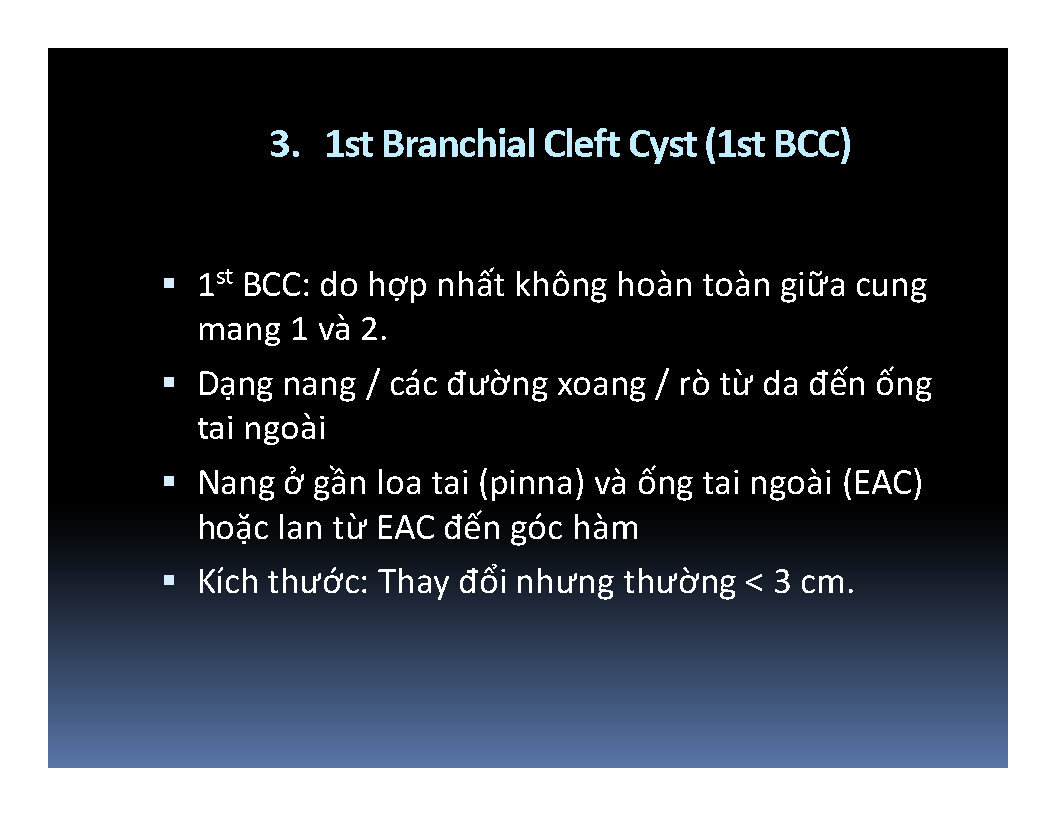 3. 1st Branchial Cleft Cyst (1st BCC)
▪ 1st BCC: do hợp nhất không hoàn toàn giữa cung
mang 1 và 2.
▪ Dạng nang / các đường xoang / rò từ da đến ống
tai ngoài
▪ Nang ở gần loa tai (pinna) và ống tai ngoài (EAC)
hoặc lan từ EAC đến góc hàm
▪ Kích thước: Thay đổi nhưng thường < 3 cm.